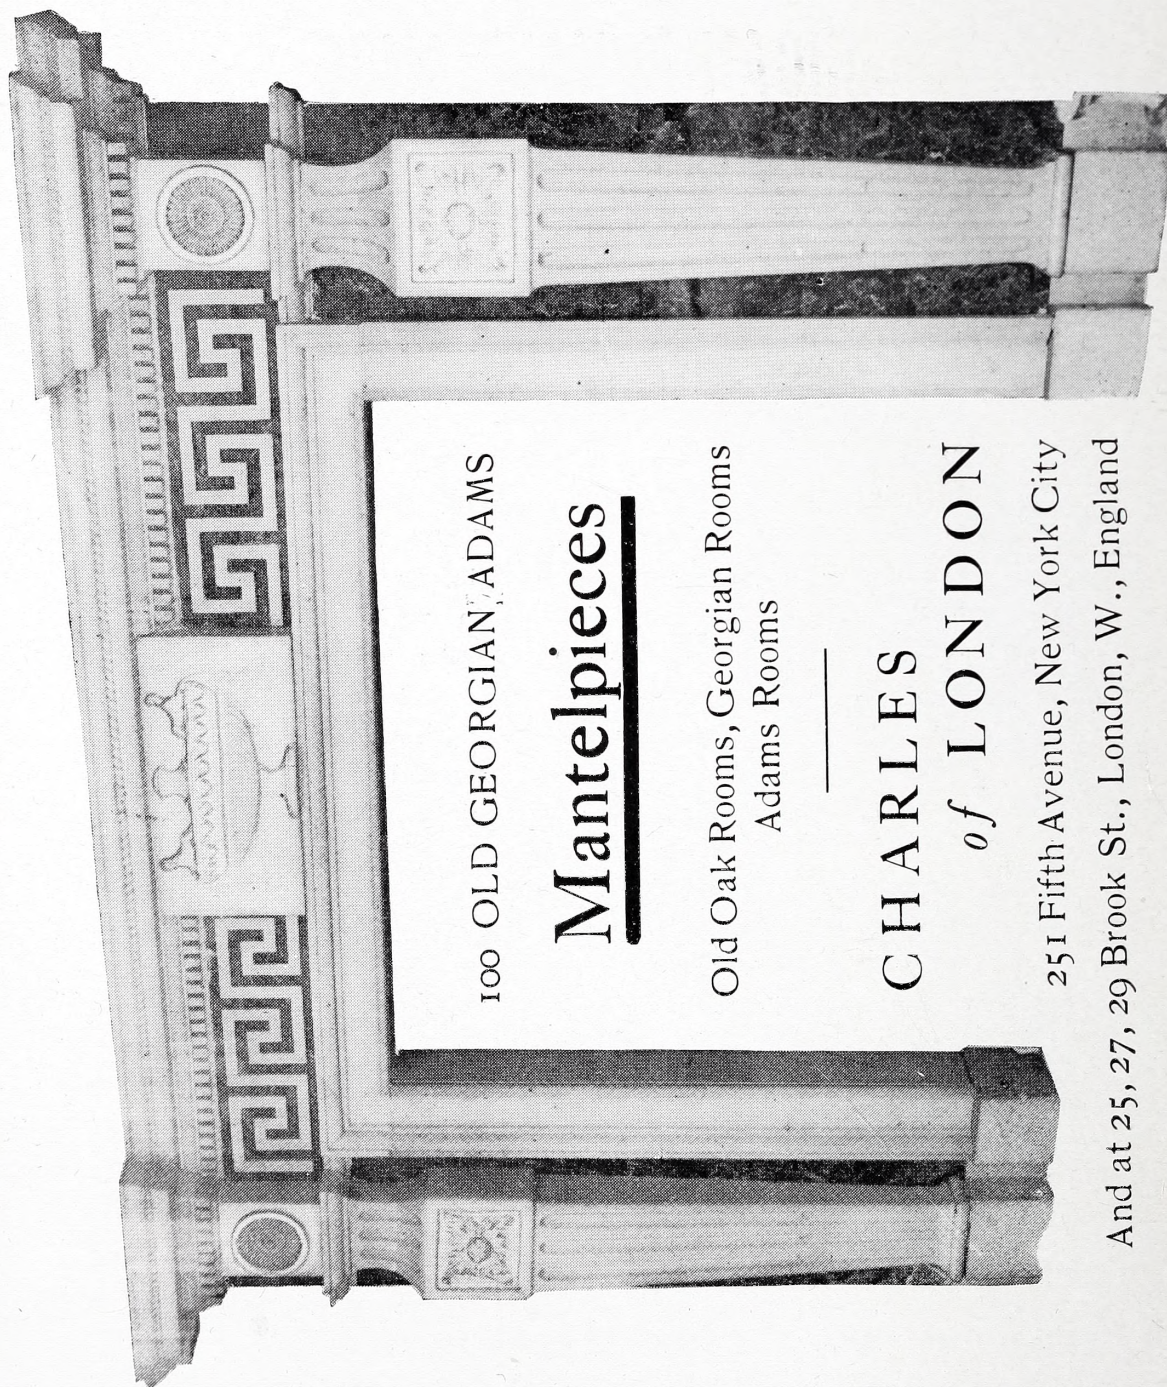 100 OLD GEORGIAN, ADAMS
Mantelpieces
Old Oak Rooms, Georgian Rooms
Adams Rooms
CHARLES
of LONDON
251 Fifth Avenue, New York City
And at 25, 27, 29 Brook St., London, W., England